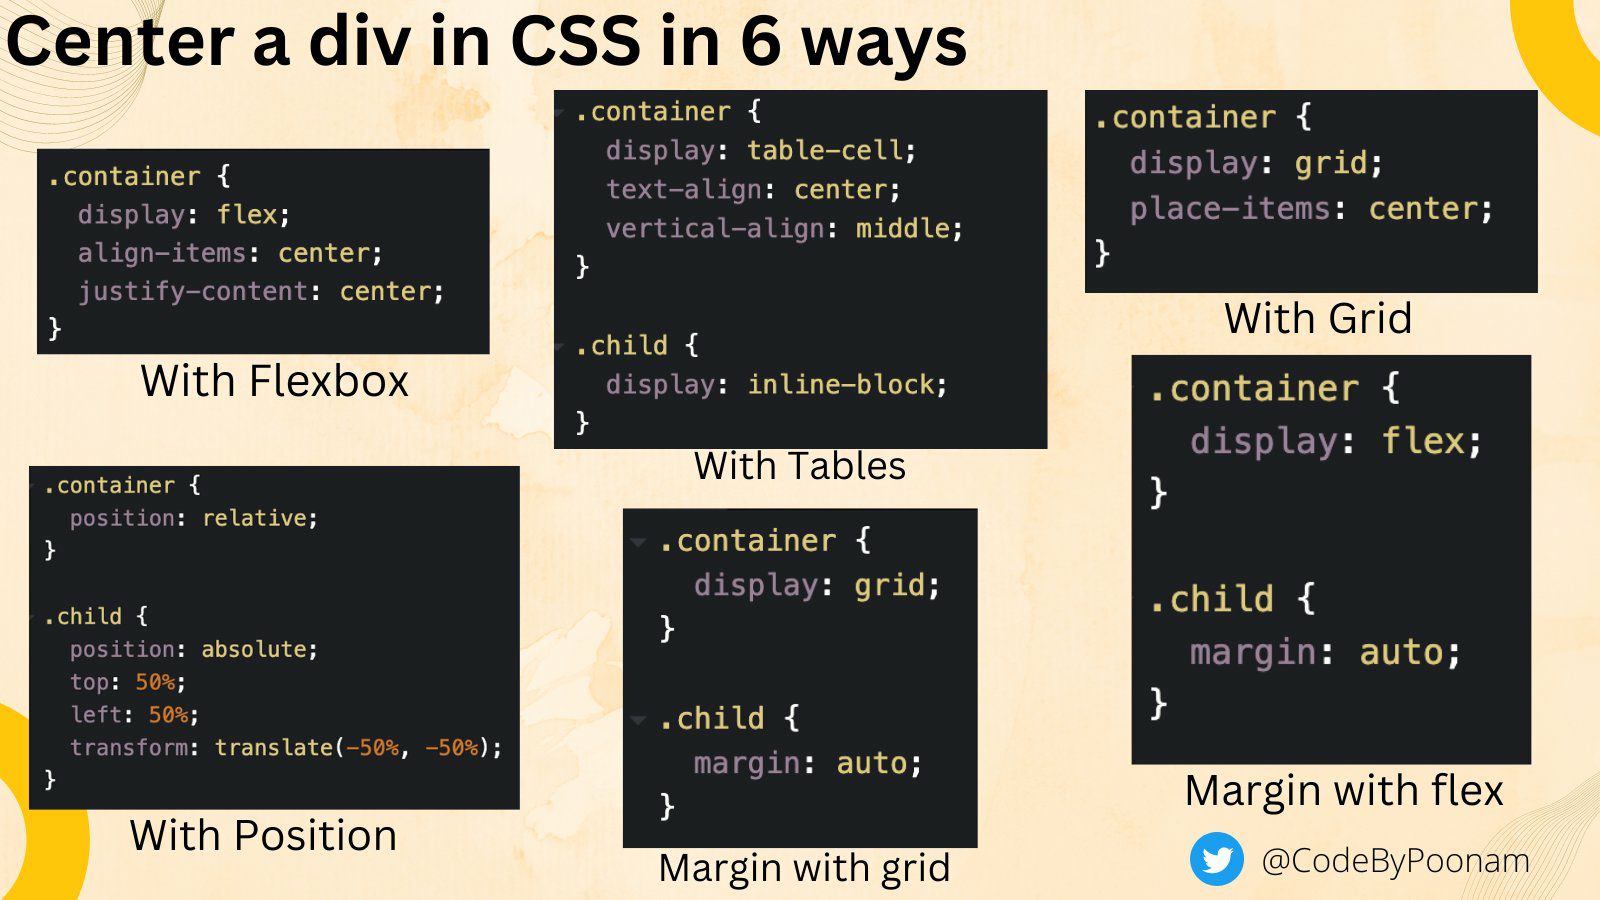 Center a div in CSS in 6 ways
.container {
  display: flex;
  align-items: center;
  justify-content: center;
}
With Flexbox
.container {
  display: table-cell;
  text-align: center;
  vertical-align: middle;
}
.child {
  display: inline-block;
}
With Tables
.container {
  display: grid;
  place-items: center;
}
With Grid
.container {
  position: relative;
}
.child {
  position: absolute;
  top: 50%;
  left: 50%;
  transform: translate(-50%, -50%);
}
With Position
.container {
  display: grid;
}
.child {
  margin: auto;
}
Margin with grid
.container {
  display: flex;
}
.child {
  margin: auto;
}
Margin with flex
@CodeByPoonam